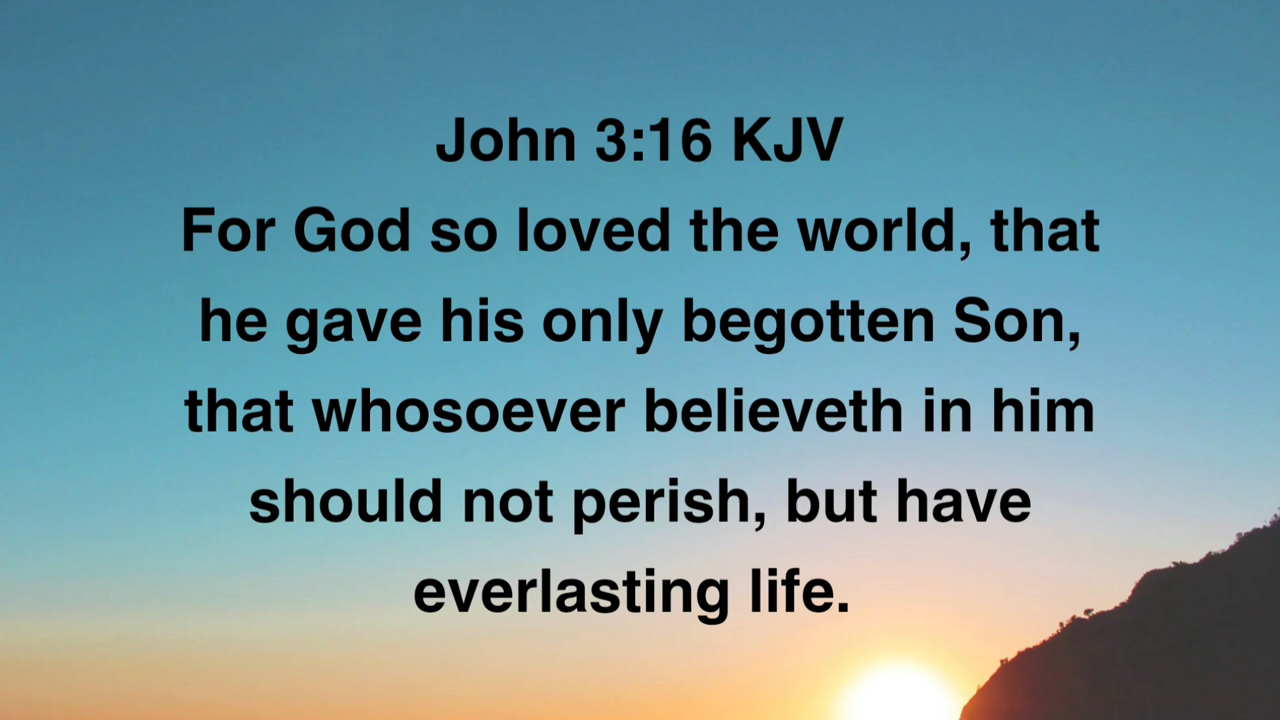 John 3:16 KJV
For God so loved the world, that
he gave his only begotten Son,
that whosoever believeth in him
should not perish, but have
everlasting life.